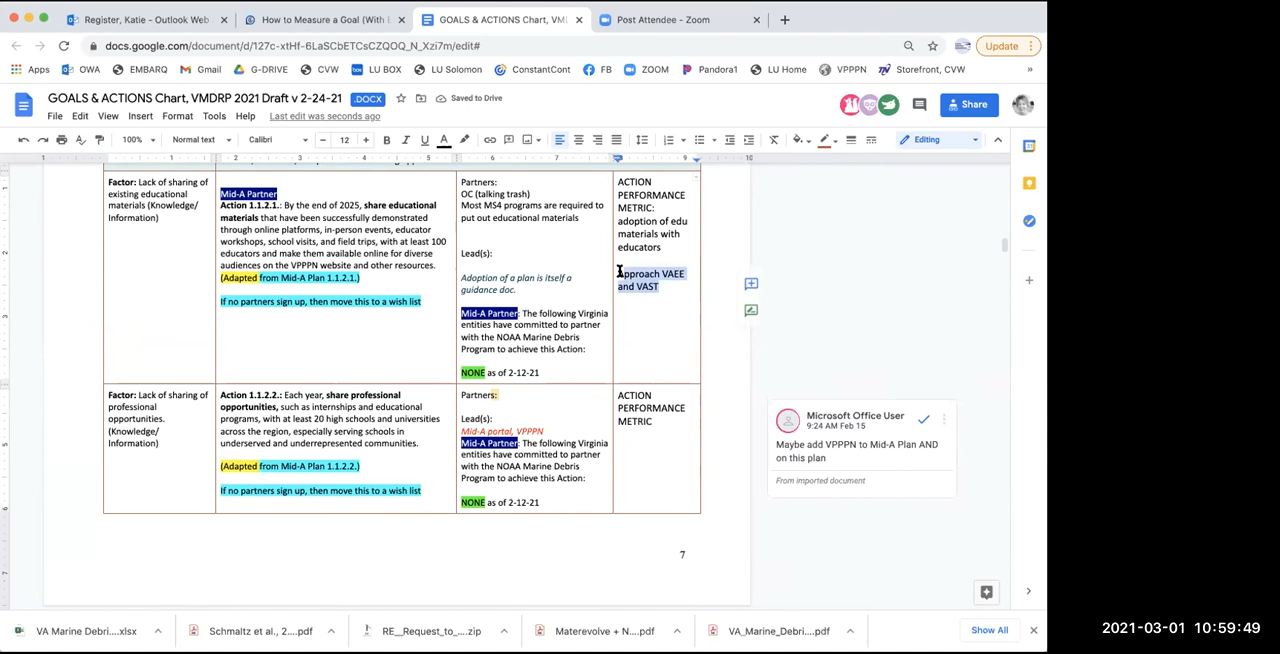 Register, Katie - Outlook Web
How to Measure a Goal (With E
GOALS & ACTIONS Chart, VMD
Post Attendee - Zoom
docs.google.com/document/d/127c-xtHf-6LaSCbETCsCZQOQ_N_Xzi7m/edit#
Update
Apps
OWA
EMBARQ
Gmail
G-DRIVE
CVW
LU BOX
LU Solomon
ConstantCont
FB
ZOOM
Pandora1
LU Home
VPPPN
Storefront, CVW
»
GOALS & ACTIONS Chart, VMDRP 2021 Draft v 2-24-21
.DOCX
Saved to Drive
File Edit View Insert Format Tools Help
Last edit was seconds ago
Share
100%
Normal text
Calibri
12
B I U A
Editing
1 1 2 3 4 5 6 7 8 9 10
Factor: Lack of sharing of
existing educational
materials (Knowledge/
Information)
Mid-A Partner
Action 1.1.2.1.: By the end of 2025, share educational
materials that have been successfully demonstrated
through online platforms, in-person events, educator
workshops, school visits, and field trips, with at least 100
educators and make them available online for diverse
audiences on the VPPPN website and other resources.
(Adapted from Mid-A Plan 1.1.2.1.)
If no partners sign up, then move this to a wish list
Partners:
OC (talking trash)
Most MS4 programs are required to
put out educational materials
Lead(s):
Adoption of a plan is itself a
guidance doc.
Mid-A Partner: The following Virginia
entities have committed to partner
with the NOAA Marine Debris
Program to achieve this Action:
NONE as of 2-12-21
ACTION
PERFORMANCE
METRIC:
adoption of edu
materials with
educators
Approach VAEE
and VAST
Factor: Lack of sharing of
professional
opportunities.
(Knowledge/
Information)
Action 1.1.2.2.: Each year, share professional
opportunities, such as internships and educational
programs, with at least 20 high schools and universities
across the region, especially serving schools in
underserved and underrepresented communities.
(Adapted from Mid-A Plan 1.1.2.2.)
If no partners sign up, then move this to a wish list
Partners:
Lead(s):
Mid-A portal, VPPPN
Mid-A Partner: The following Virginia
entities have committed to partner
with the NOAA Marine Debris
Program to achieve this Action:
NONE as of 2-12-21
ACTION
PERFORMANCE
METRIC
7
Microsoft Office User
9:24 AM Feb 15
Maybe add VPPPN to Mid-A Plan AND
on this plan
From imported document
VA Marine Debri....xlsx
Schmaltz et al., 2....pdf
RE__Request_to_....zip
Materevolve + N....pdf
VA_Marine_Debri....pdf
Show All
2021-03-01 10:59:49